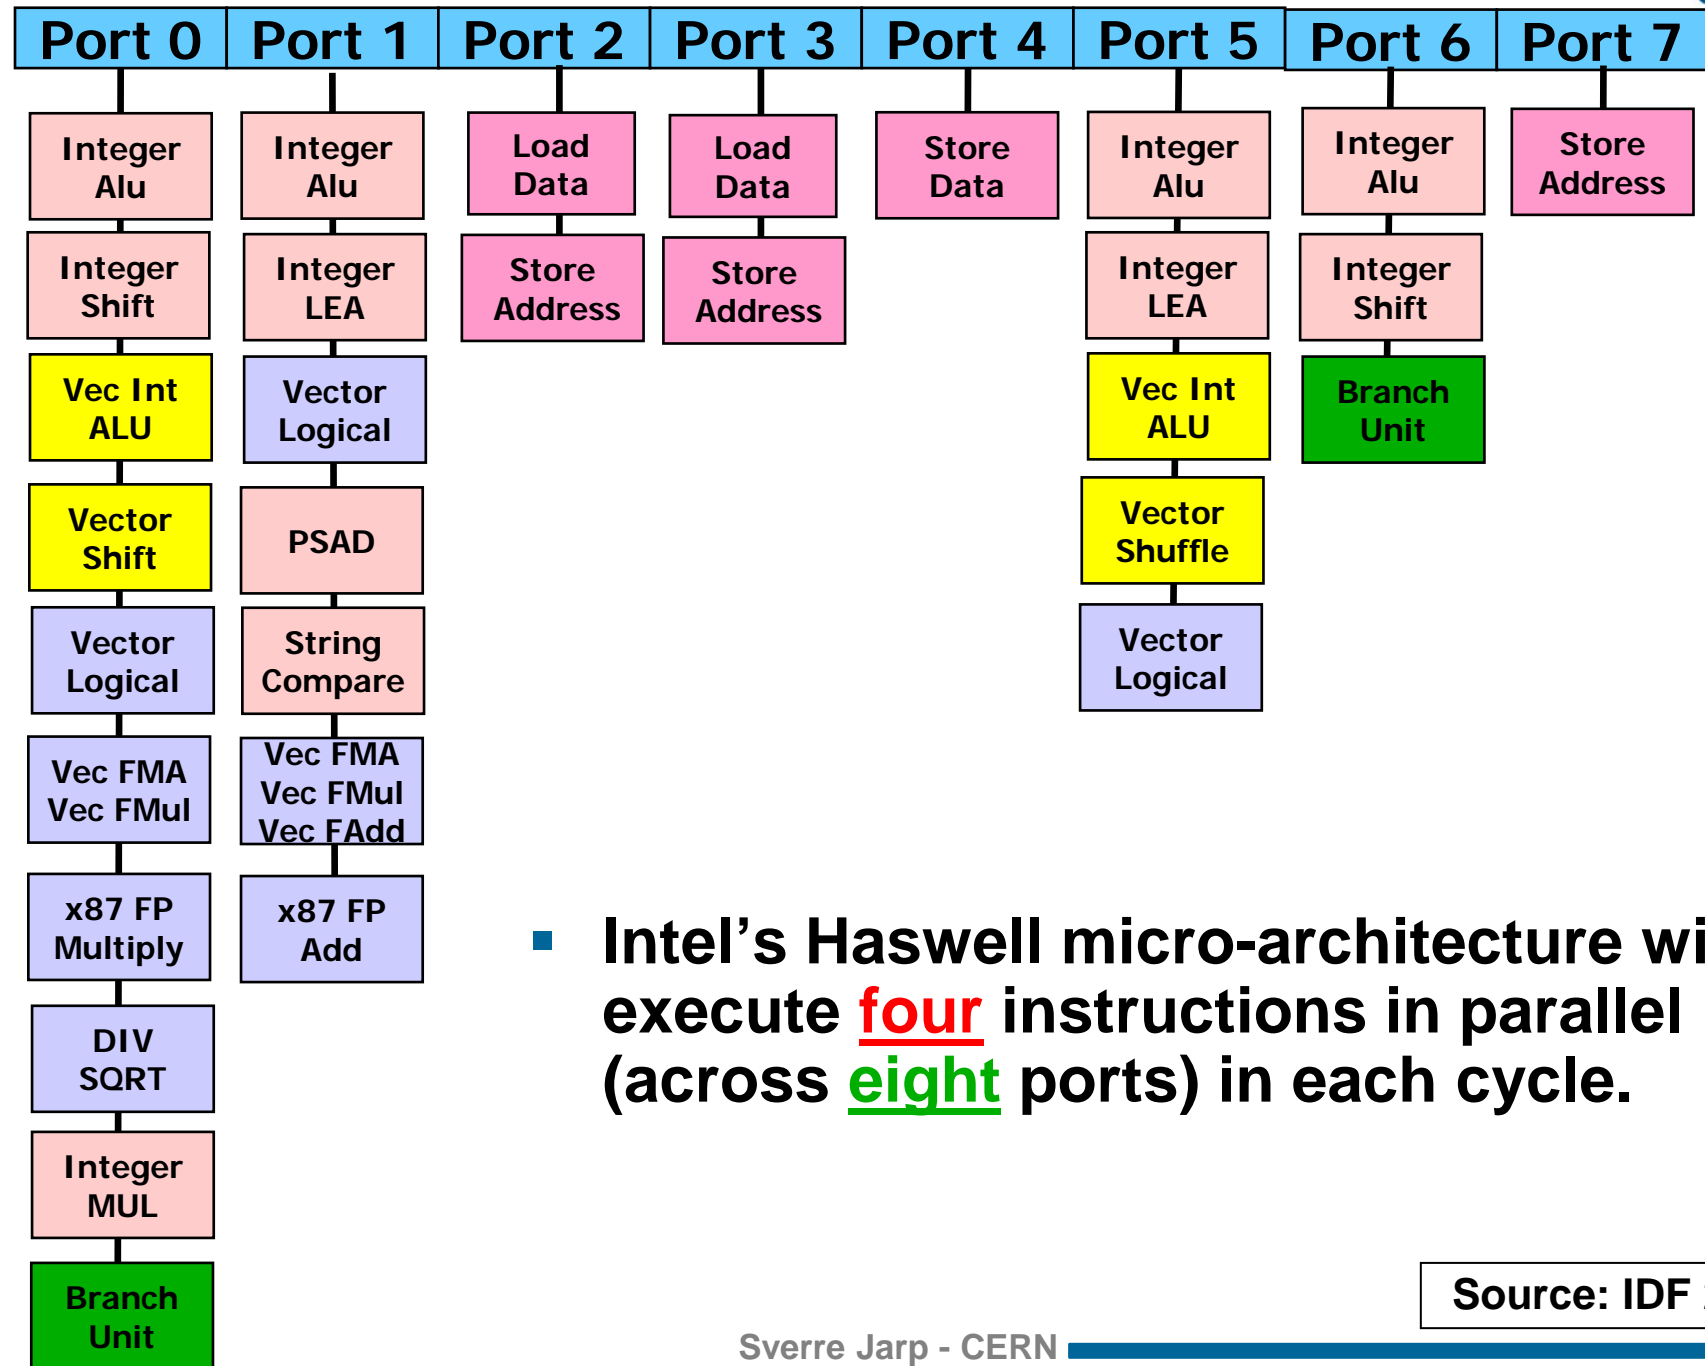 Port 0 Port 1 Port 2 Port 3 Port 4 Port 5 Port 6 Port 7
Integer
Alu
Integer
Shift
Vec Int
ALU
Vector
Shift
Vector
Logical
Vec FMA
Vec FMul
x87 FP
Multiply
DIV
SQRT
Integer
MUL
Branch
Unit
Integer
Alu
Integer
LEA
Vector
Logical
PSAD
String
Compare
Vec FMA
Vec FMul
Vec FAdd
x87 FP
Add
Load
Data
Store
Address
Load
Data
Store
Address
Store
Data
Integer
Alu
Integer
LEA
Vec Int
ALU
Vector
Shuffle
Vector
Logical
Integer
Alu
Integer
Shift
Branch
Unit
Store
Address
▪ Intel’s Haswell micro-architecture wi
execute four instructions in parallel
(across eight ports) in each cycle.
Source: IDF
Sverre Jarp - CERN